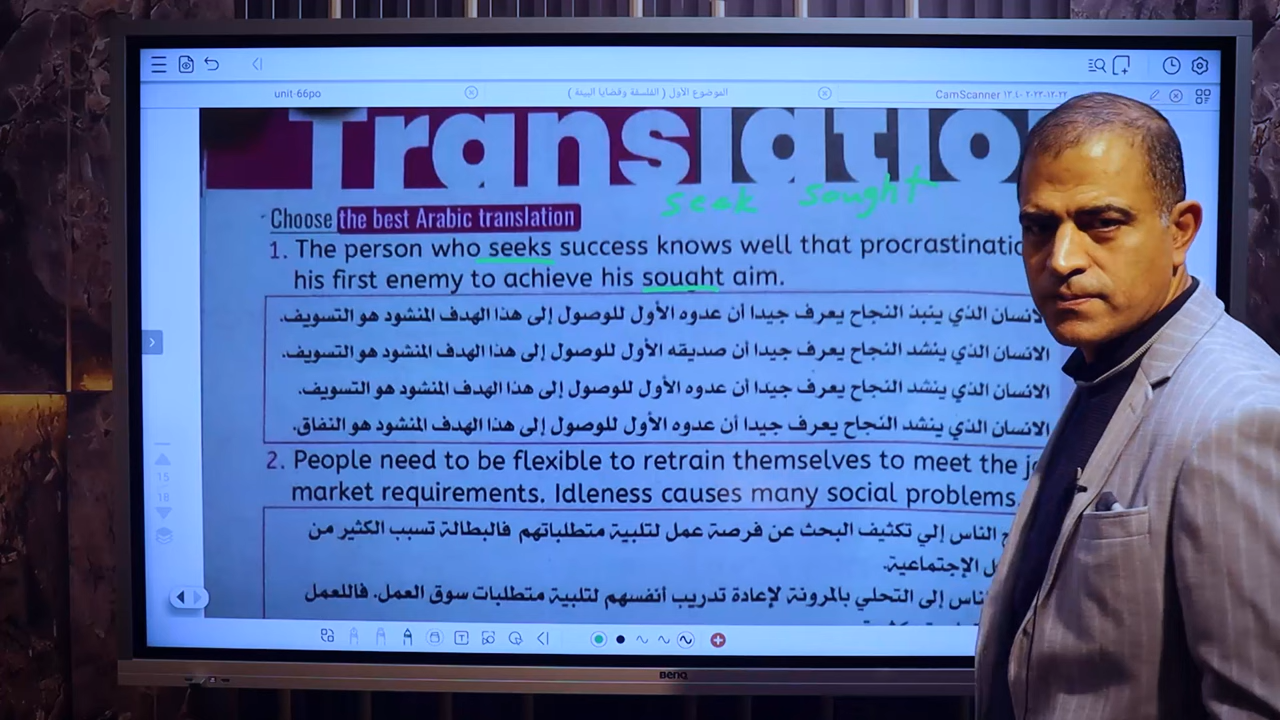 unit-66po
الموضوع الأول ( الفلسفة وقضايا البيئة )
CamScanner
Translatio
seek sought
Choose the best Arabic translation
1. The person who seeks success knows well that procrastinatio
his first enemy to achieve his sought aim.
الانسان الذي ينبذ النجاح يعرف جيدا أن عدوه الأول للوصول إلى هذا الهدف المنشود هو التسويف.
الانسان الذي ينشد النجاح يعرف جيدا أن صديقه الأول للوصول إلى هذا الهدف المنشود هو التسويف.
الانسان الذي ينشد النجاح يعرف جيدا أن عدوه الأول للوصول إلى هذا الهدف المنشود هو التسويف.
الانسان الذي ينشد النجاح يعرف جيدا أن عدوه الأول للوصول إلى هذا الهدف المنشود هو النفاق.
2. People need to be flexible to retrain themselves to meet the j
market requirements. Idleness causes many social problems.
الناس إلي تكثيف البحث عن فرصة عمل لتلبية متطلباتهم فالبطالة تسبب الكثير من
الإجتماعية.
إلى التحلي بالمرونة لإعادة تدريب أنفسهم لتلبية متطلبات سوق العمل. فاللعمل
15
18
BenQ